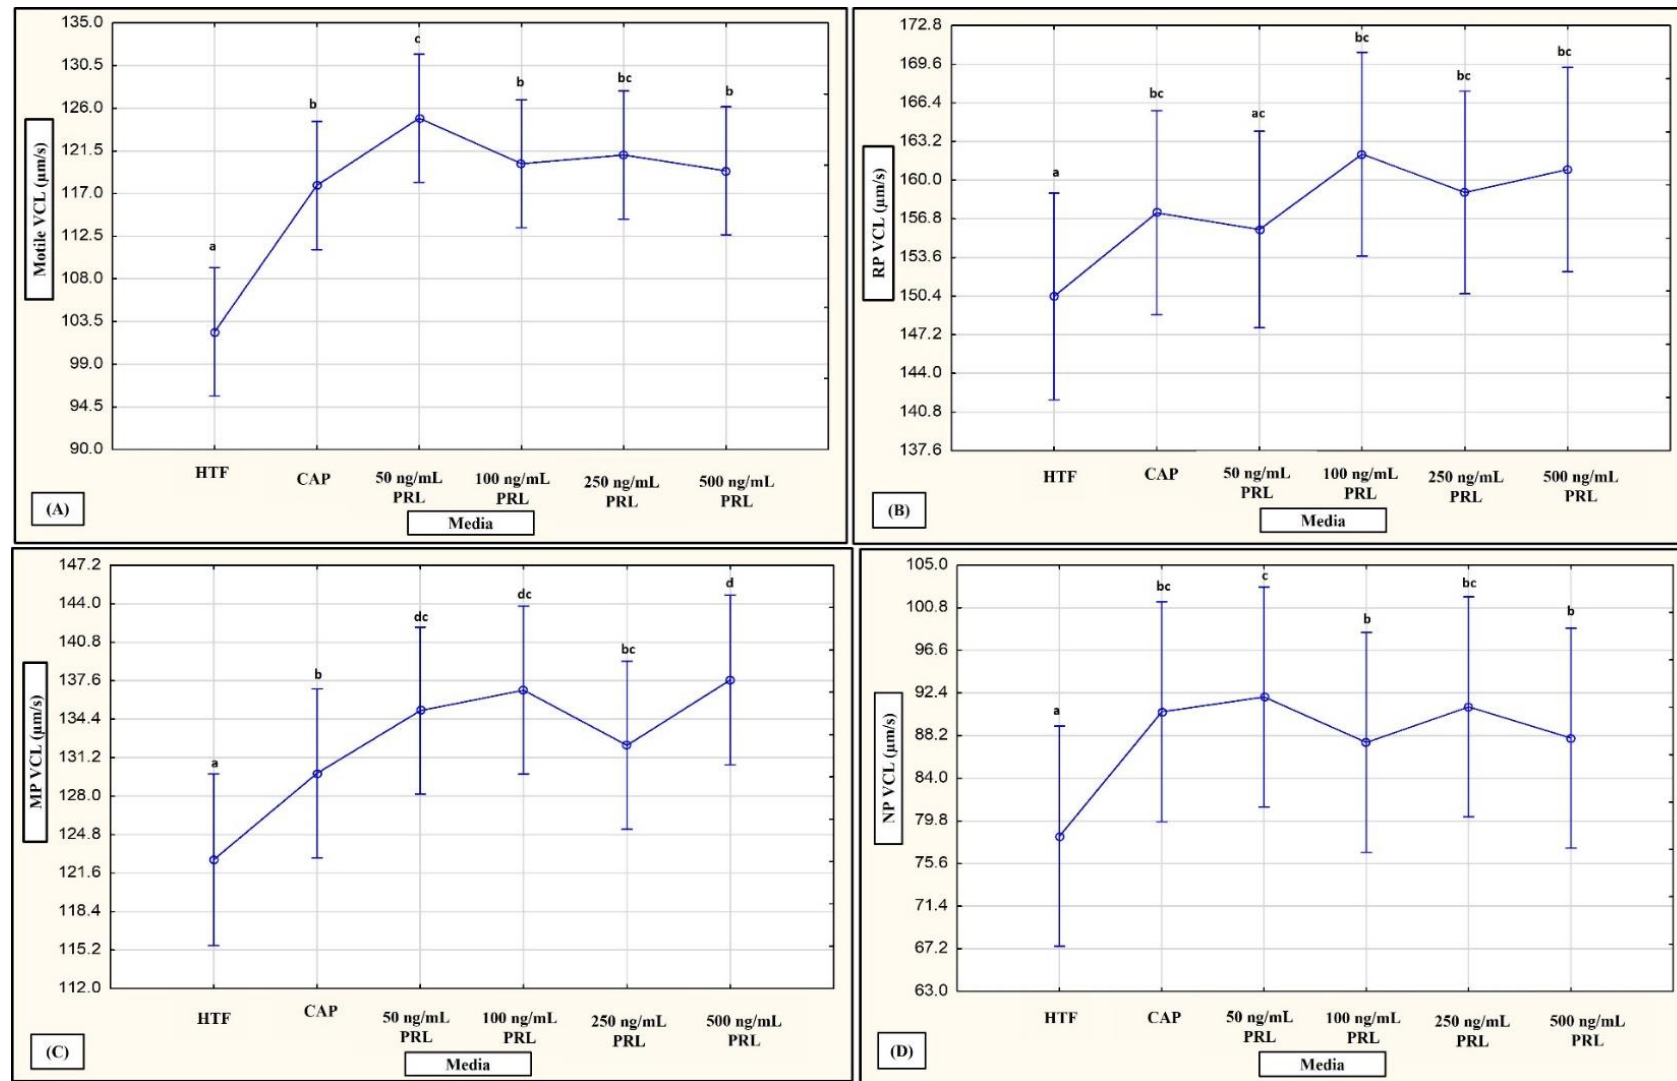 135.0
130.5
126.0
121.5
117.0
112.5
108.0
103.5
99.0
94.5
90.0
Motile VCL (µm/s)
a
b
c
b
bc
b
HTF
CAP
50 ng/mL
PRL
100 ng/mL
PRL
250 ng/mL
PRL
500 ng/mL
PRL
(A)
Media
172.8
169.6
166.4
163.2
160.0
156.8
153.6
150.4
147.2
144.0
140.8
137.6
RP VCL (µm/s)
a
bc
ac
bc
bc
bc
HTF
CAP
50 ng/mL
PRL
100 ng/mL
PRL
250 ng/mL
PRL
500 ng/mL
PRL
(B)
Media
147.2
144.0
140.8
137.6
134.4
131.2
128.0
124.8
121.6
118.4
115.2
112.0
MP VCL (µm/s)
a
b
dc
dc
bc
d
HTF
CAP
50 ng/mL
PRL
100 ng/mL
PRL
250 ng/mL
PRL
500 ng/mL
PRL
(C)
Media
105.0
100.8
96.6
92.4
88.2
84.0
79.8
75.6
71.4
67.2
63.0
NP VCL (µm/s)
a
bc
c
b
bc
b
HTF
CAP
50 ng/mL
PRL
100 ng/mL
PRL
250 ng/mL
PRL
500 ng/mL
PRL
(D)
Media